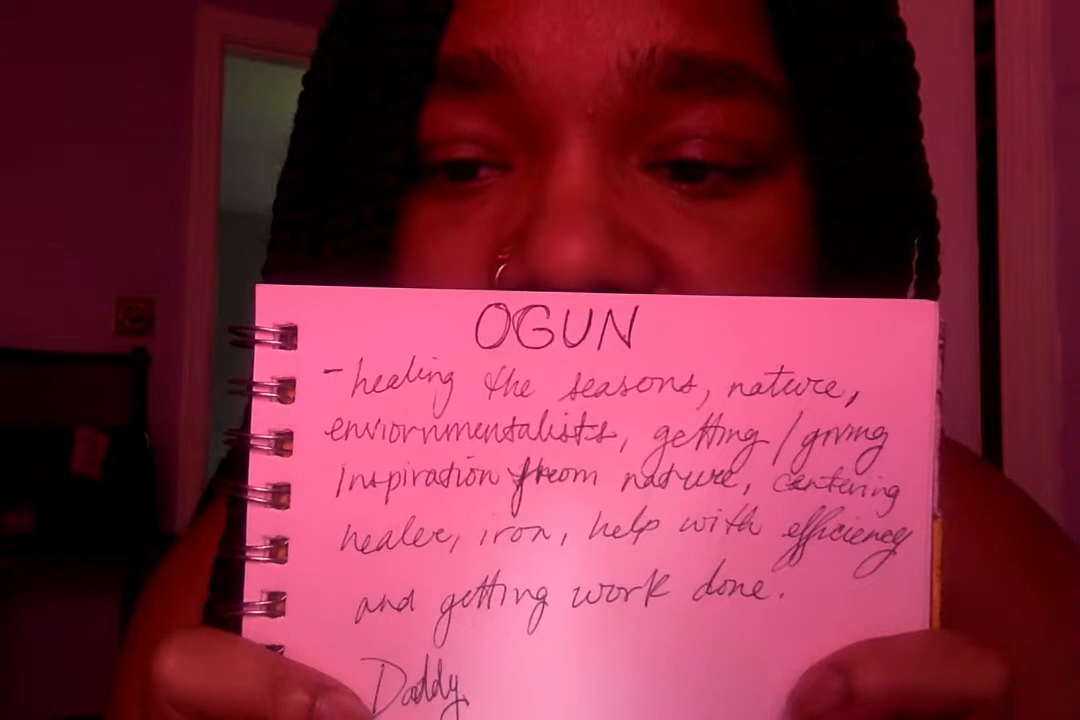 OGUN
- healing the seasons, nature,
enviornmentalists, getting/giving
Inspiration from nature, centering
healer, iron, help with efficiency
and getting work done.
Daddy